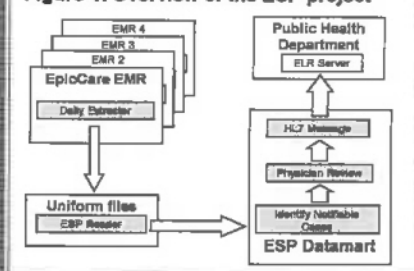 Figure 1. Overview of the ESP project
EMR 4
EMR 3
EMR 2
EpicCare EMR
Daily Extractor
Uniform files
ESP Reader
Public Health
Department
ELR Server
HL7 Message
Physician Review
Identify Notifiable
Cases
ESP Datamart